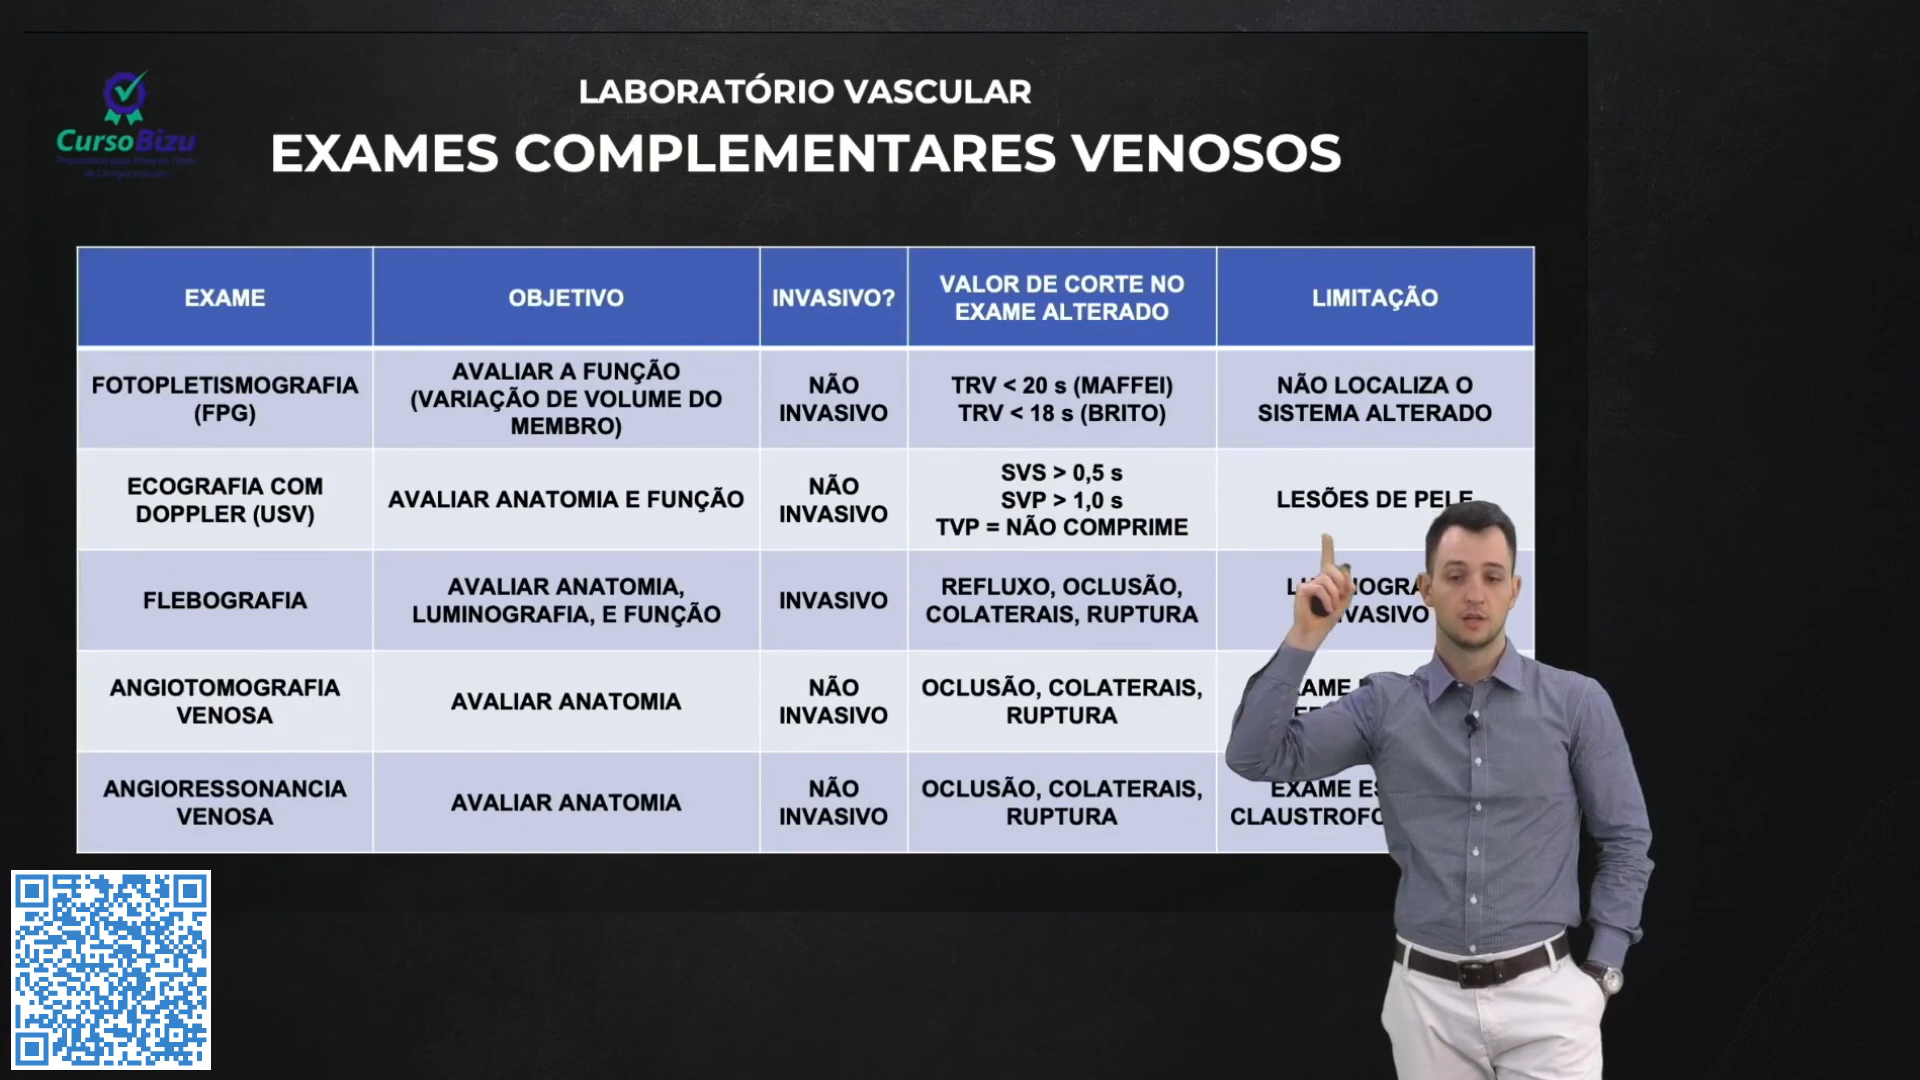 LABORATÓRIO VASCULAR
CursoBizu
EXAMES COMPLEMENTARES VENOSOS
EXAME
OBJETIVO
INVASIVO?
VALOR DE CORTE NO
EXAME ALTERADO
LIMITAÇÃO
FOTOPLETISMOGRAFIA
(FPG)
AVALIAR A FUNÇÃO
(VARIAÇÃO DE VOLUME DO
MEMBRO)
NÃO
INVASIVO
TRV < 20 s (MAFFEI)
TRV < 18 s (BRITO)
NÃO LOCALIZA O
SISTEMA ALTERADO
ECOGRAFIA COM
DOPPLER (USV)
AVALIAR ANATOMIA E FUNÇÃO
NÃO
INVASIVO
SVS > 0,5 s
SVP > 1,0 s
TVP = NÃO COMPRIME
LESÕES DE PELE
FLEBOGRAFIA
AVALIAR ANATOMIA,
LUMINOGRAFIA, E FUNÇÃO
INVASIVO
REFLUXO, OCLUSÃO,
COLATERAIS, RUPTURA
ANGIOTOMOGRAFIA
VENOSA
AVALIAR ANATOMIA
NÃO
INVASIVO
OCLUSÃO, COLATERAIS,
RUPTURA
ANGIORESSONANCIA
VENOSA
AVALIAR ANATOMIA
NÃO
INVASIVO
OCLUSÃO, COLATERAIS,
RUPTURA
EXAME